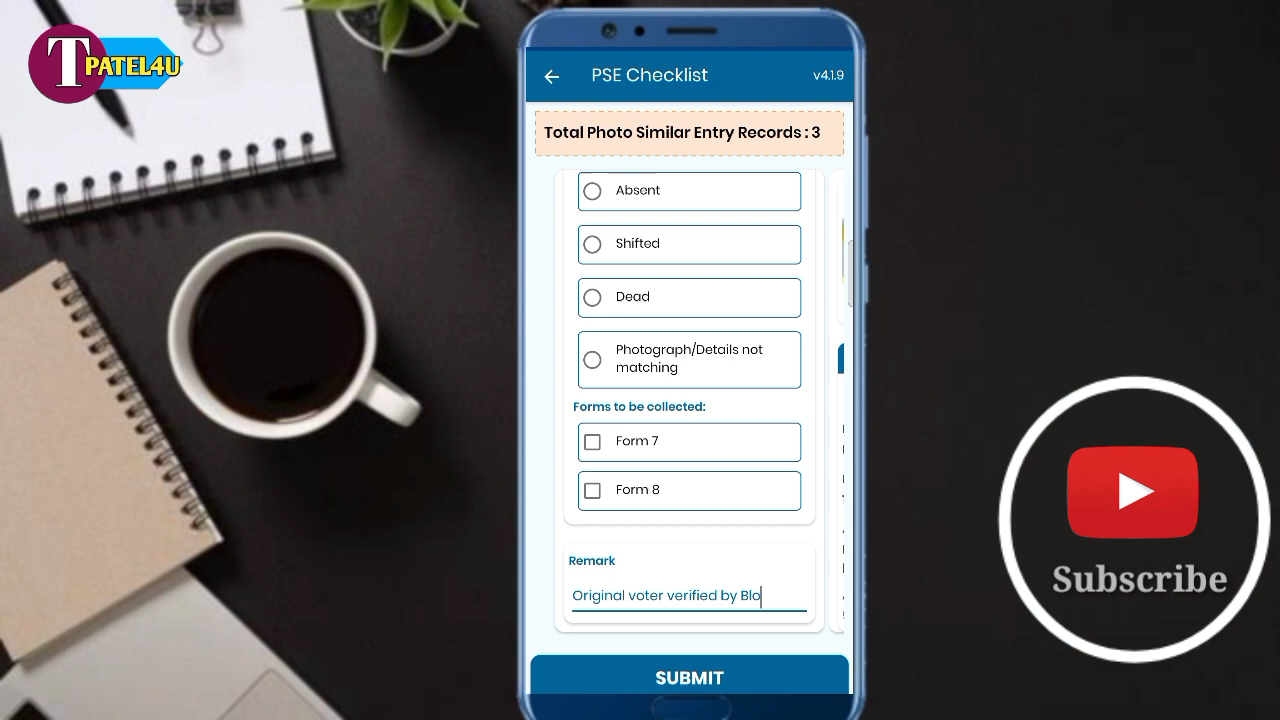 TPATEL4U
PSE Checklist
v4.1.9
Total Photo Similar Entry Records : 3
Absent
Shifted
Dead
Photograph/Details not
matching
Forms to be collected:
Form 7
Form 8
Remark
Original voter verified by Blo
SUBMIT
Subscribe